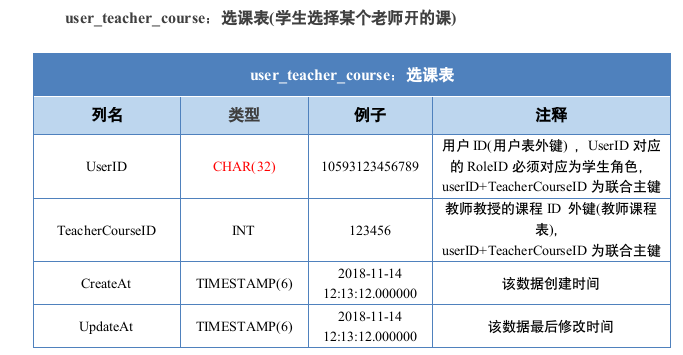 user_teacher_course：选课表(学生选择某个老师开的课)
user_teacher_course：选课表
列名 类型 例子 注释
UserID CHAR(32) 10593123456789 用户 ID(用户表外键) ，UserID 对应
的 RoleID 必须对应为学生角色，
userID+TeacherCourseID 为联合主键
TeacherCourseID INT 123456 教师教授的课程 ID 外键(教师课程
表)，
userID+TeacherCourseID 为联合主键
CreateAt TIMESTAMP(6) 2018-11-14
12:13:12.000000 该数据创建时间
UpdateAt TIMESTAMP(6) 2018-11-14
12:13:12.000000 该数据最后修改时间